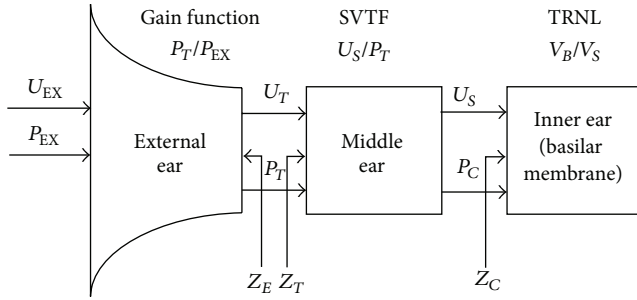 Gain function
P_T/P_EX
SVTF
U_S/P_T
TRNL
V_B/V_S
U_EX
P_EX
External
ear
U_T
P_T
Middle
ear
U_S
P_C
Inner ear
(basilar
membrane)
Z_E
Z_T
Z_C